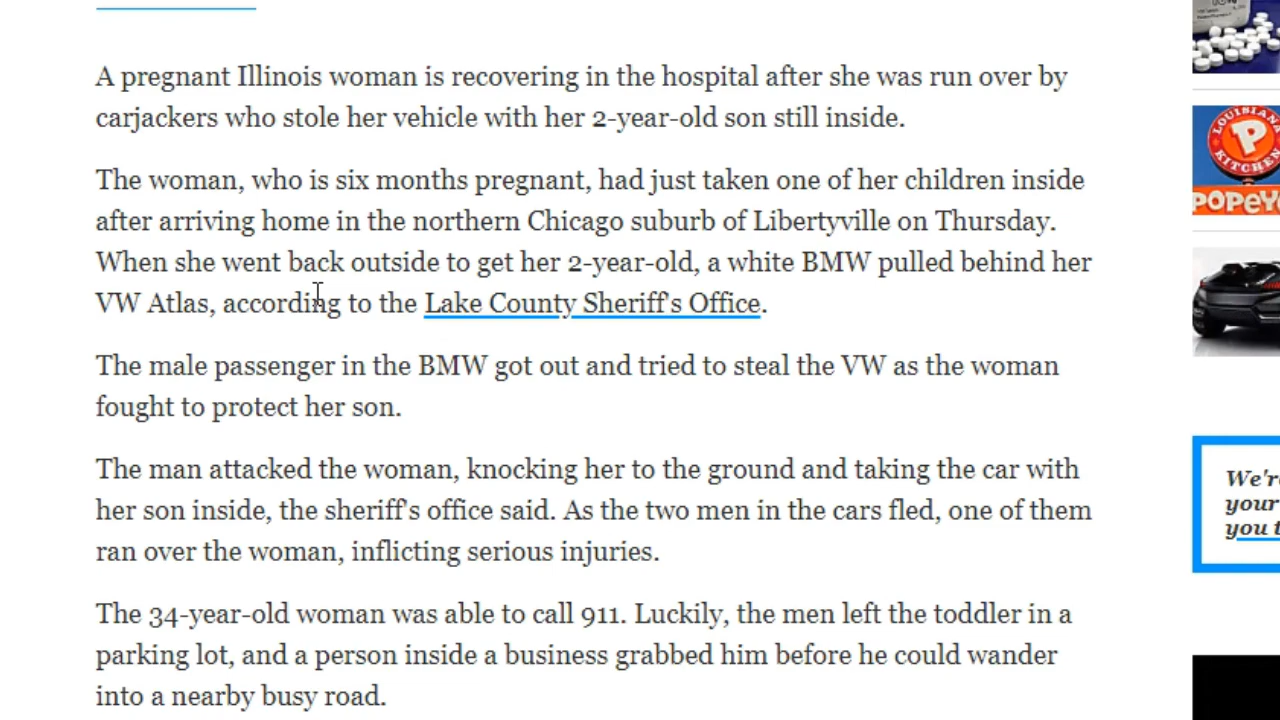 A pregnant Illinois woman is recovering in the hospital after she was run over by
carjackers who stole her vehicle with her 2-year-old son still inside.
The woman, who is six months pregnant, had just taken one of her children inside
after arriving home in the northern Chicago suburb of Libertyville on Thursday.
When she went back outside to get her 2-year-old, a white BMW pulled behind her
VW Atlas, according to the Lake County Sheriff's Office.
The male passenger in the BMW got out and tried to steal the VW as the woman
fought to protect her son.
The man attacked the woman, knocking her to the ground and taking the car with
her son inside, the sheriff's office said. As the two men in the cars fled, one of them
ran over the woman, inflicting serious injuries.
The 34-year-old woman was able to call 911. Luckily, the men left the toddler in a
parking lot, and a person inside a business grabbed him before he could wander
into a nearby busy road.
LOUISIANA
KITCHEN
We're
your
you